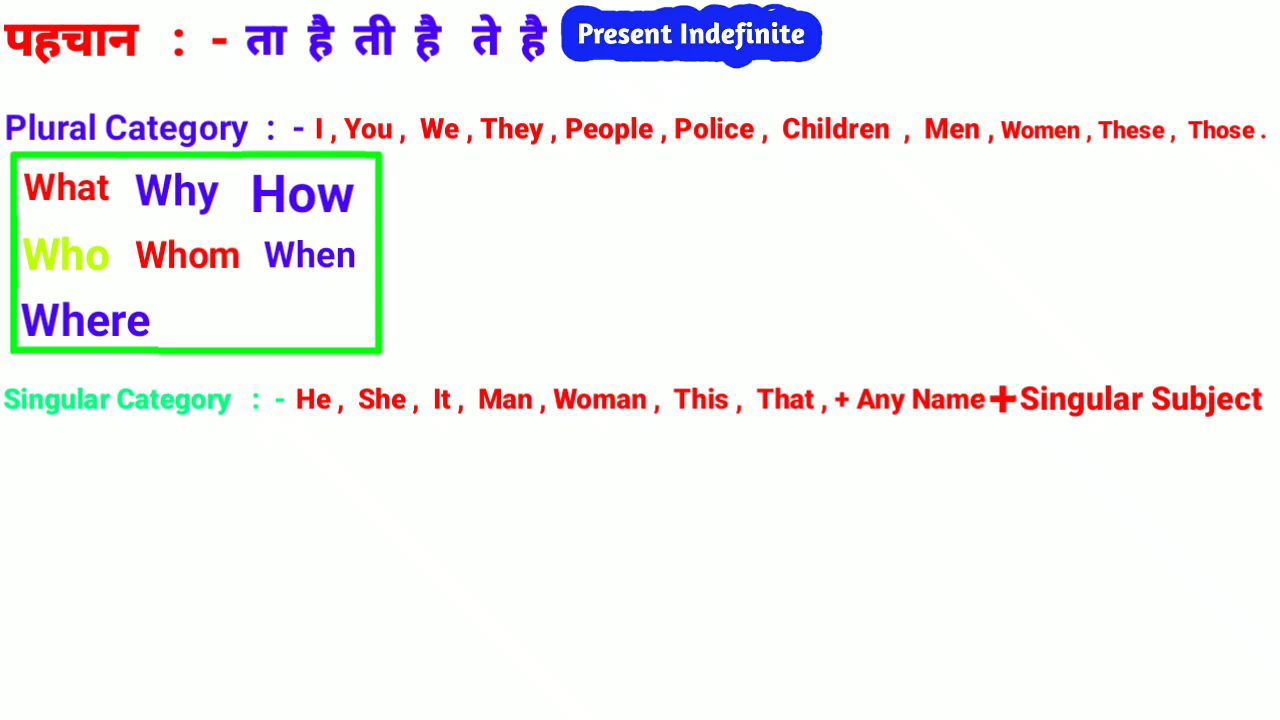 पहचान : - ता है ती है ते है Present Indefinite
Plural Category : - I , You , We , They , People , Police , Children , Men , Women , These , Those .
What Why How
Who Whom When
Where
Singular Category : - He , She , It , Man , Woman , This , That , + Any Name + Singular Subject